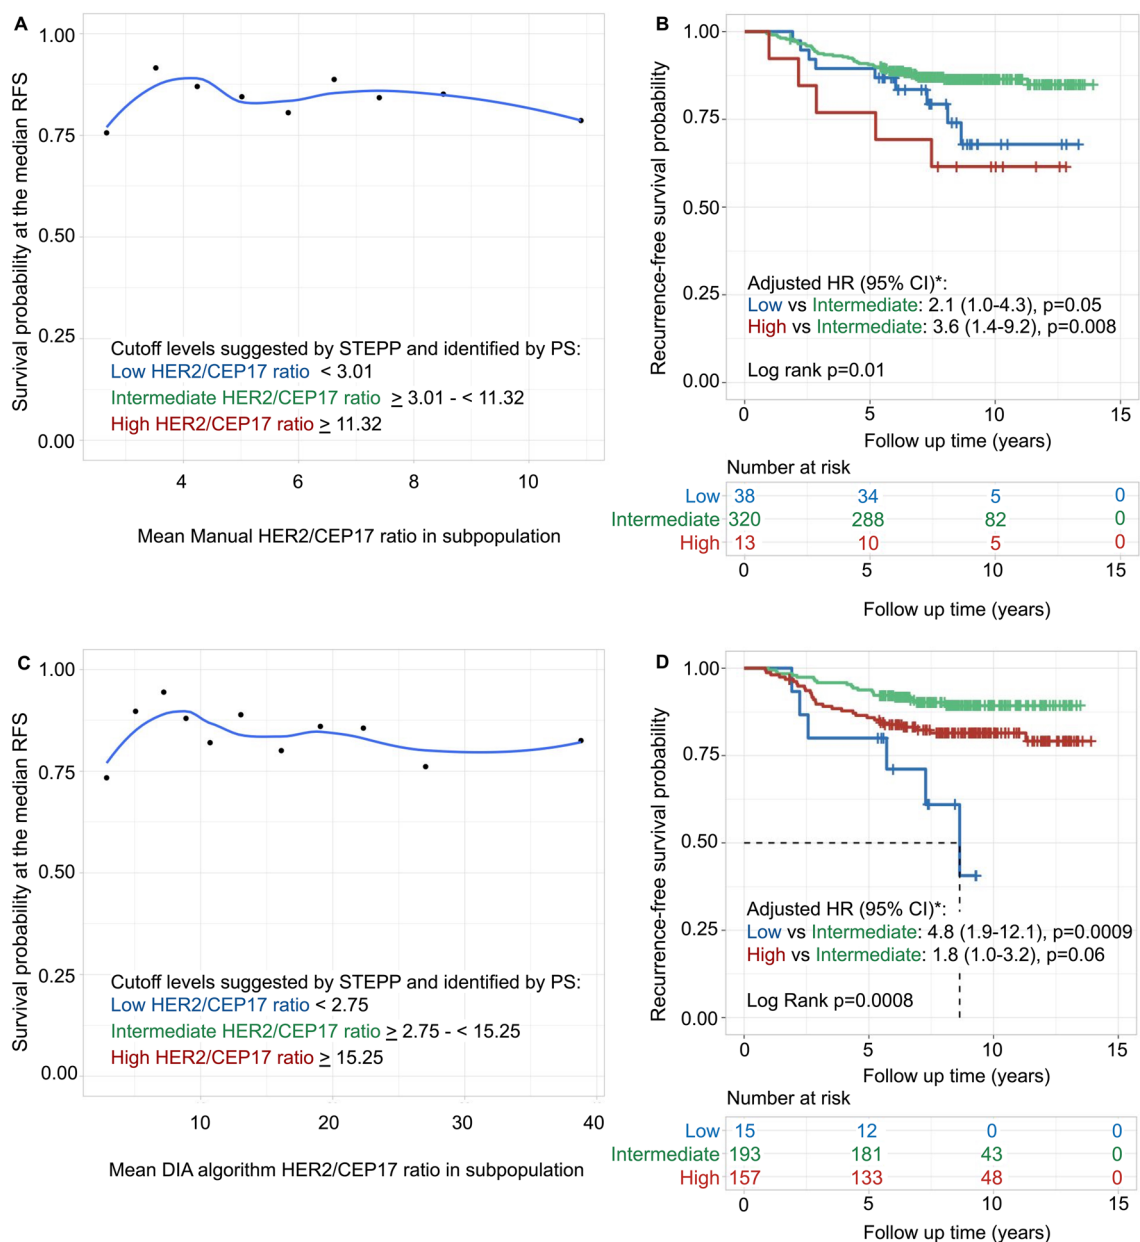 A
Survival probability at the median RFS
1.00
0.75
0.50
0.25
0.00
Cutoff levels suggested by STEPP and identified by PS:
Low HER2/CEP17 ratio < 3.01
Intermediate HER2/CEP17 ratio ≥ 3.01 - < 11.32
High HER2/CEP17 ratio ≥ 11.32
4 6 8 10
Mean Manual HER2/CEP17 ratio in subpopulation
B
Recurrence-free survival probability
1.00
0.75
0.50
0.25
0.00
Adjusted HR (95% CI)*:
Low vs Intermediate: 2.1 (1.0-4.3), p=0.05
High vs Intermediate: 3.6 (1.4-9.2), p=0.008
Log rank p=0.01
0 5 10 15
Follow up time (years)
Number at risk
Low 38 34 5 0
Intermediate 320 288 82 0
High 13 10 5 0
0 5 10 15
Follow up time (years)
C
Survival probability at the median RFS
1.00
0.75
0.50
0.25
0.00
Cutoff levels suggested by STEPP and identified by PS:
Low HER2/CEP17 ratio < 2.75
Intermediate HER2/CEP17 ratio ≥ 2.75 - < 15.25
High HER2/CEP17 ratio ≥ 15.25
10 20 30 40
Mean DIA algorithm HER2/CEP17 ratio in subpopulation
D
Recurrence-free survival probability
1.00
0.75
0.50
0.25
0.00
Adjusted HR (95% CI)*:
Low vs Intermediate: 4.8 (1.9-12.1), p=0.0009
High vs Intermediate: 1.8 (1.0-3.2), p=0.06
Log Rank p=0.0008
0 5 10 15
Follow up time (years)
Number at risk
Low 15 12 0 0
Intermediate 193 181 43 0
High 157 133 48 0
0 5 10 15
Follow up time (years)